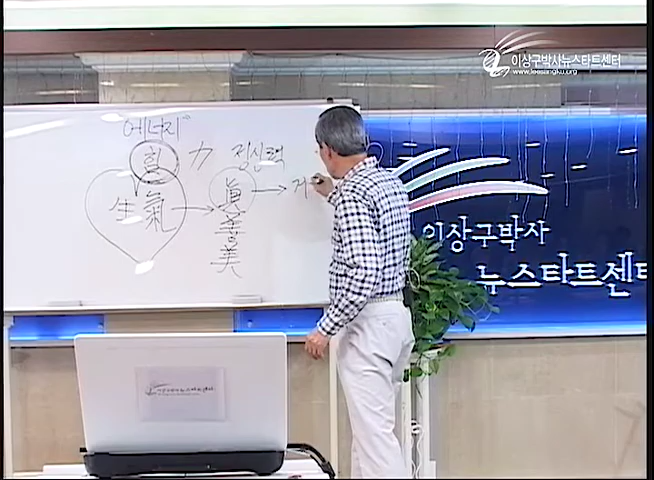 이상구박사뉴스타트센터
www.leesangku.org
에너지
힘 力 정신력
生氣 → 眞 → 거
善
美
이상구박사
뉴스타트센터